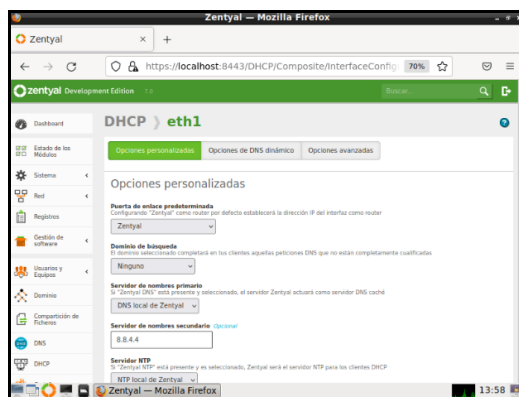 Zentyal — Mozilla Firefox
Zentyal
https://localhost:8443/DHCP/Composite/InterfaceConfig
70%
zentyal Development Edition 7.0
Buscar...
Dashboard
Estado de los
Módulos
Sistema
Red
Registros
Gestión de
software
Usuarios y
Equipos
Dominio
Compartición de
Ficheros
DNS
DHCP
DHCP eth1
Opciones personalizadas
Opciones de DNS dinámico
Opciones avanzadas
Opciones personalizadas
Puerta de enlace predeterminada
Configurando "Zentyal" como router por defecto establecerá la dirección IP del interfaz como router
Zentyal
Dominio de búsqueda
El dominio seleccionado completará en tus clientes aquellas peticiones DNS que no están completamente cualificadas
Ninguno
Servidor de nombres primario
Si "Zentyal DNS" está presente y seleccionado, el servidor Zentyal actuará como servidor DNS caché
DNS local de Zentyal
Servidor de nombres secundario Opcional
8.8.4.4
Servidor NTP
Si "Zentyal NTP" está presente y es seleccionado, Zentyal será el servidor NTP para los clientes DHCP
NTP local de Zentyal
Zentyal — Mozilla Firefox
13:58